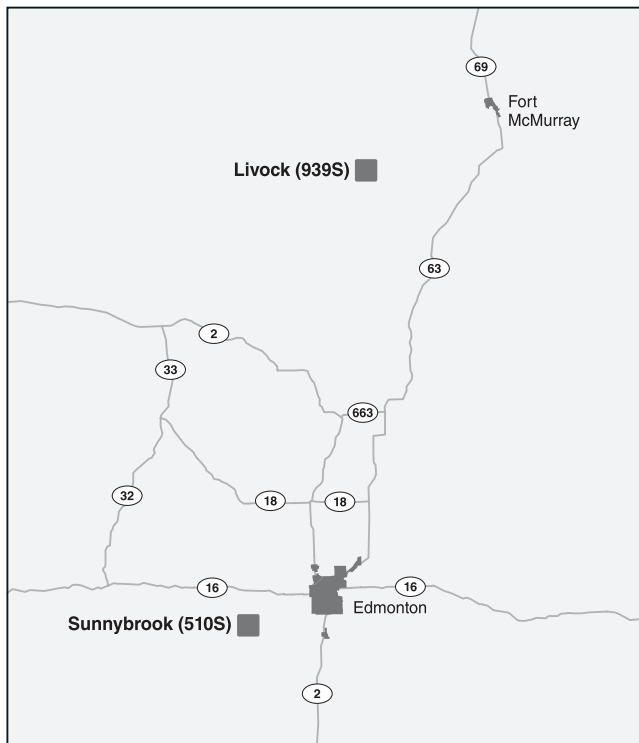 69
Fort
McMurray
Livock (939S)
63
2
33
663
32
18
18
16
16
Edmonton
Sunnybrook (510S)
2